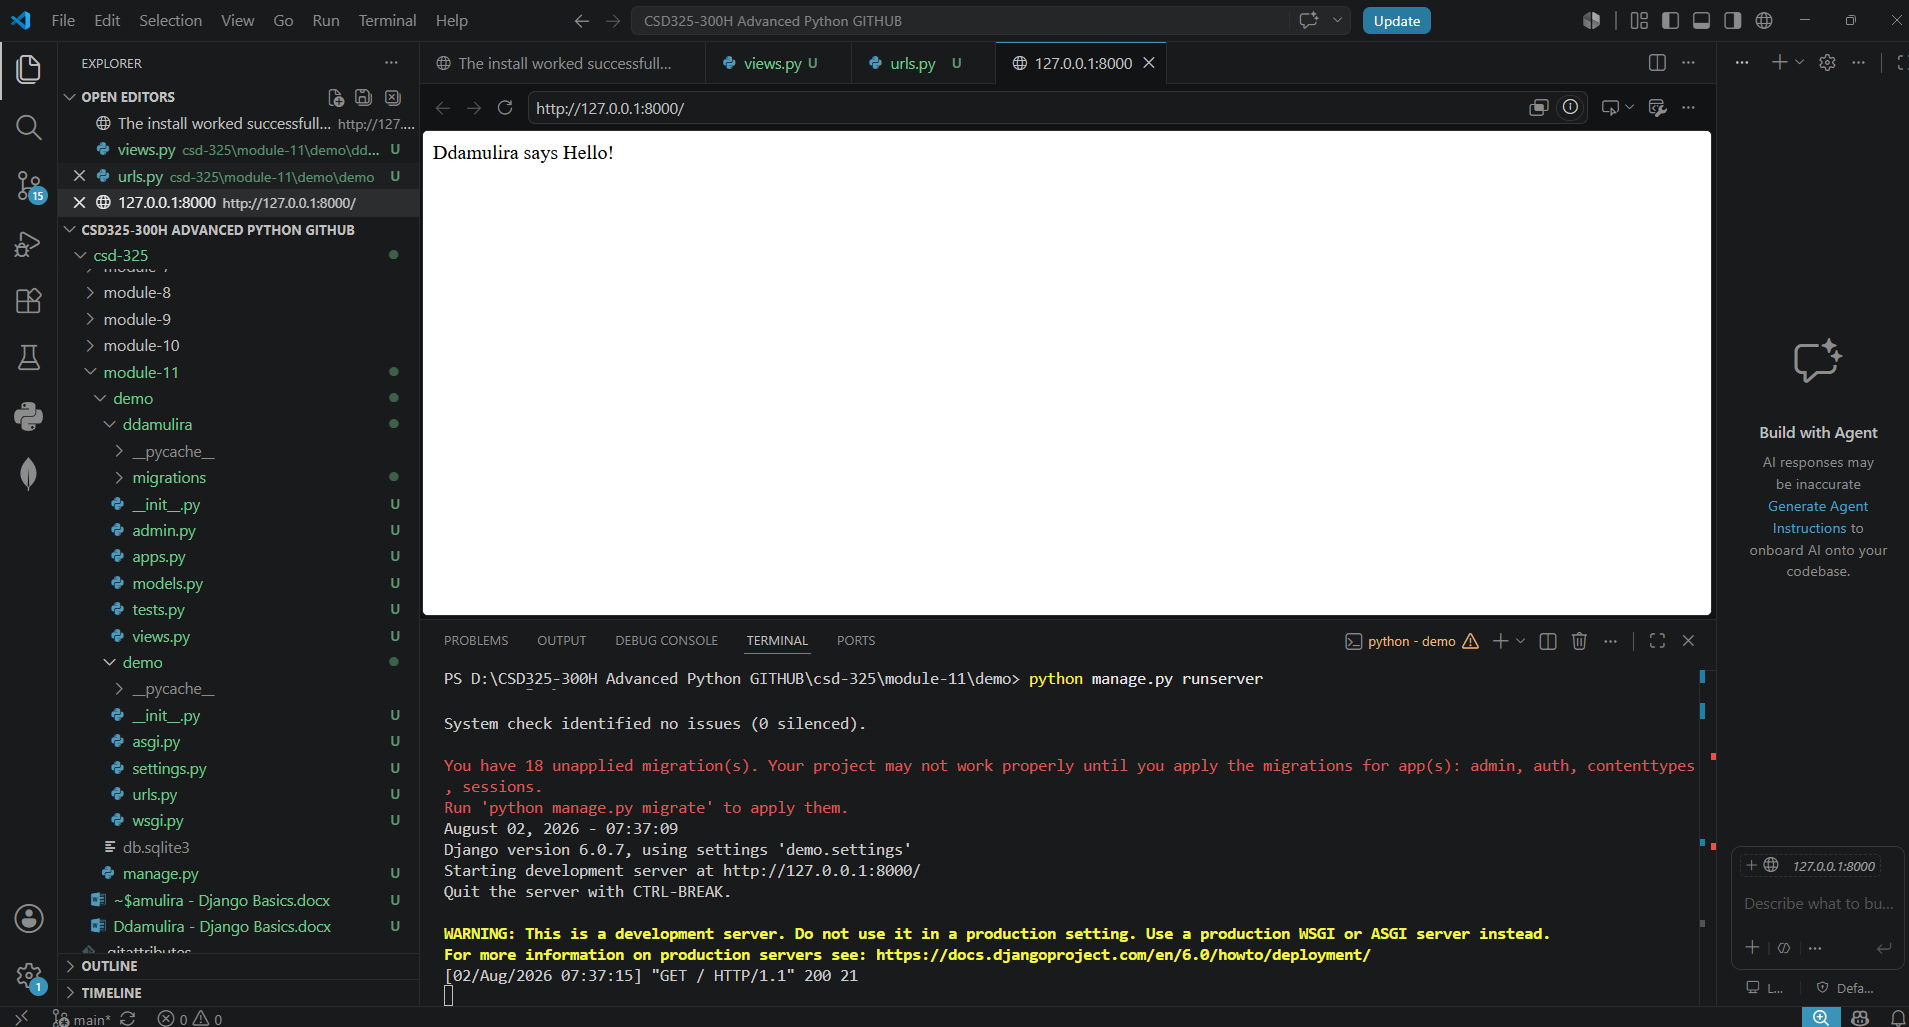 File Edit Selection View Go Run Terminal Help
CSD325-300H Advanced Python GITHUB
Update
EXPLORER
OPEN EDITORS
The install worked successfull... http://127....
views.py csd-325\module-11\demo\dd... U
urls.py csd-325\module-11\demo\demo U
127.0.0.1:8000 http://127.0.0.1:8000/
CSD325-300H ADVANCED PYTHON GITHUB
csd-325
module-7
module-8
module-9
module-10
module-11
demo
ddamulira
__pycache__
migrations
__init__.py U
admin.py U
apps.py U
models.py U
tests.py U
views.py U
demo
__pycache__
__init__.py U
asgi.py U
settings.py U
urls.py U
wsgi.py U
db.sqlite3
manage.py U
~$amulira - Django Basics.docx U
Ddamulira - Django Basics.docx U
.gitattributes
OUTLINE
TIMELINE
15
1
The install worked successfull...
views.py U
urls.py U
127.0.0.1:8000
http://127.0.0.1:8000/
Ddamulira says Hello!
PROBLEMS OUTPUT DEBUG CONSOLE TERMINAL PORTS
python - demo
PS D:\CSD325-300H Advanced Python GITHUB\csd-325\module-11\demo> python manage.py runserver
System check identified no issues (0 silenced).
You have 18 unapplied migration(s). Your project may not work properly until you apply the migrations for app(s): admin, auth, contenttypes
, sessions.
Run 'python manage.py migrate' to apply them.
August 02, 2026 - 07:37:09
Django version 6.0.7, using settings 'demo.settings'
Starting development server at http://127.0.0.1:8000/
Quit the server with CTRL-BREAK.
WARNING: This is a development server. Do not use it in a production setting. Use a production WSGI or ASGI server instead.
For more information on production servers see: https://docs.djangoproject.com/en/6.0/howto/deployment/
[02/Aug/2026 07:37:15] "GET / HTTP/1.1" 200 21
Build with Agent
AI responses may
be inaccurate
Generate Agent
Instructions to
onboard AI onto your
codebase.
127.0.0.1:8000
Describe what to bu...
L...
Defa...
main*
0
0